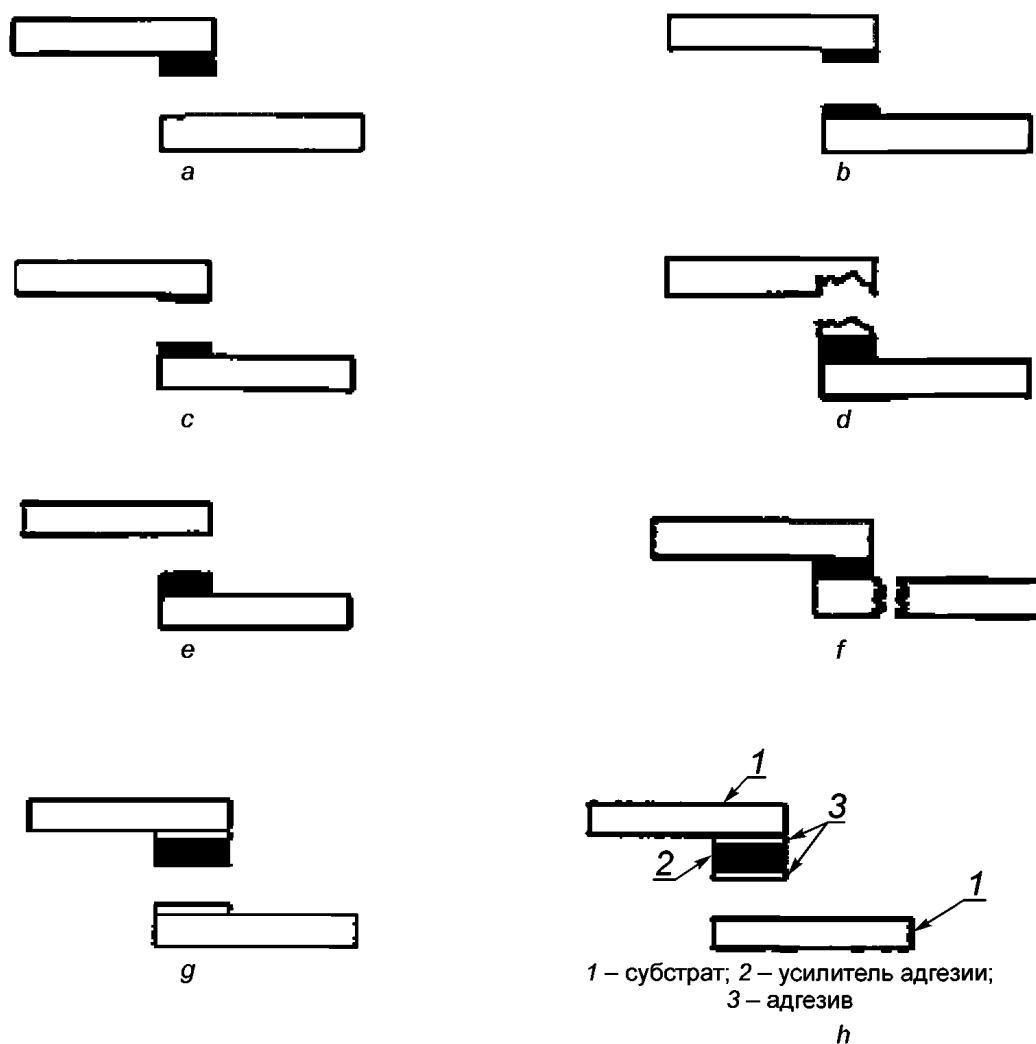 a
b
c
d
e
f
g
1
3
2
1
1 – субстрат; 2 – усилитель адгезии;
3 – адгезив
h